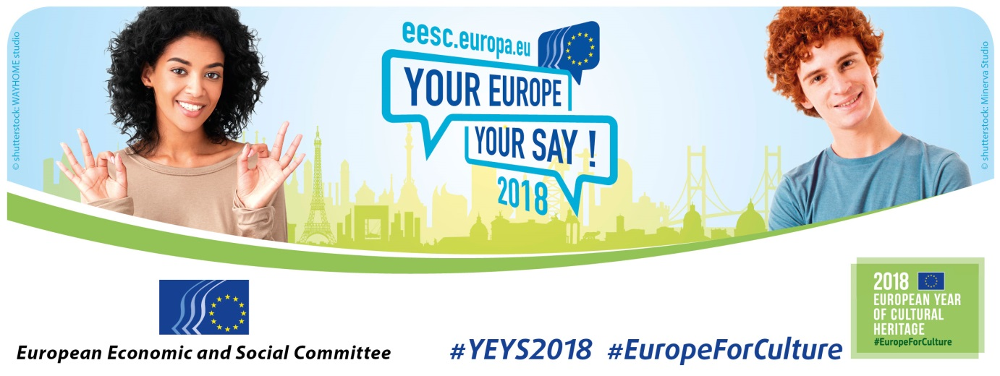 © shutterstock: WAYHOME studio
eesc.europa.eu
YOUR EUROPE
YOUR SAY !
2018
© shutterstock: Minerva Studio
European Economic and Social Committee
#YEYS2018 #EuropeForCulture
2018
EUROPEAN YEAR
OF CULTURAL
HERITAGE
#EuropeForCulture